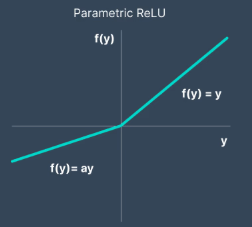 Parametric ReLU
f(y)
f(y) = y
y
f(y)= ay